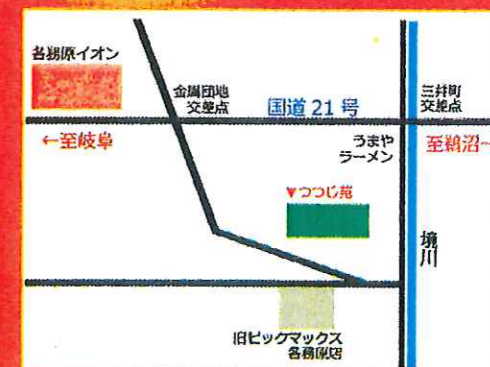 各務原イオン
金属団地
交差点
国道 21 号
三井町
交差点
←至岐阜
うまや
ラーメン
至鵜沼→
▼つつじ苑
境川
旧ビックマックス
各務原店